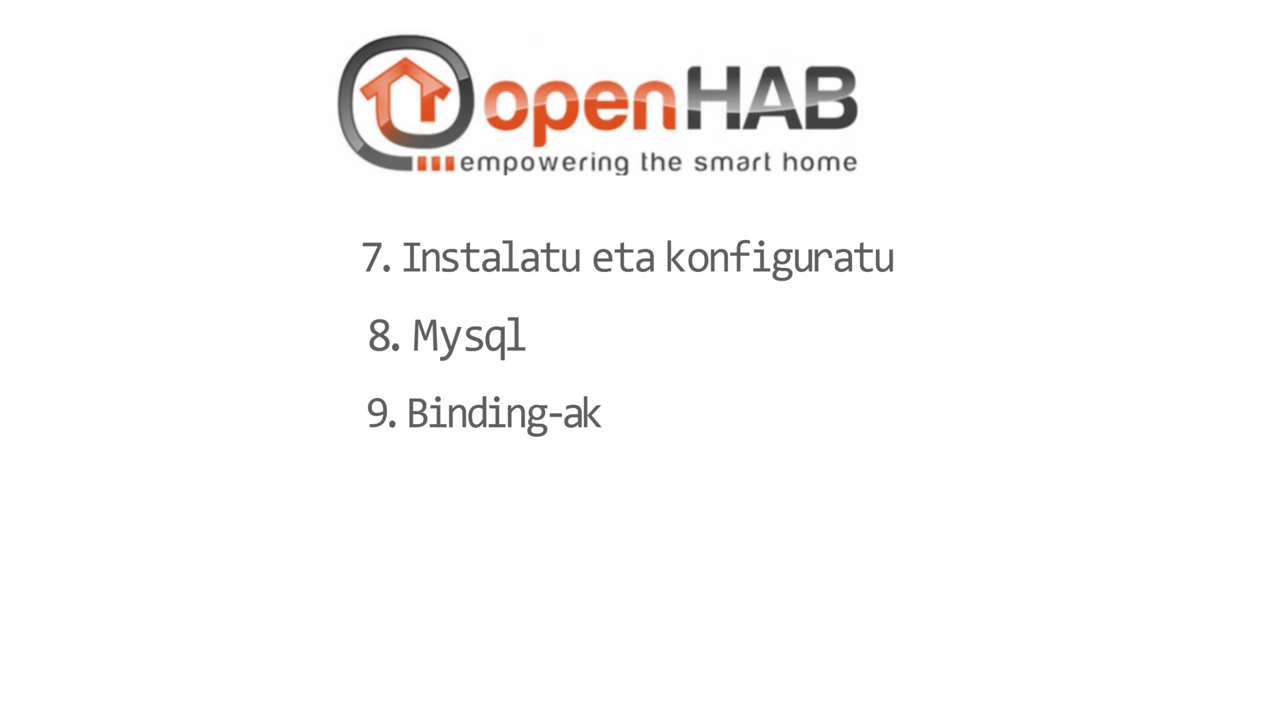 openHAB
empowering the smart home
7. Instalatu eta konfiguratu
8. Mysql
9. Binding-ak